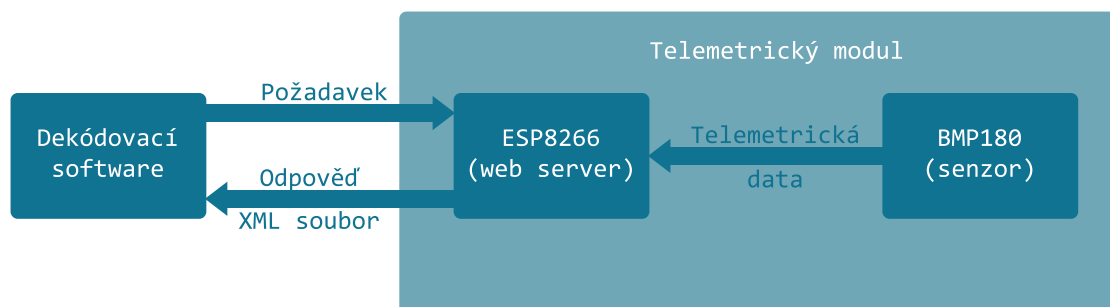 Telemetrický modul
Požadavek
Dekódovací
software
ESP8266
(web server)
Telemetrická
data
BMP180
(senzor)
Odpověď
XML soubor